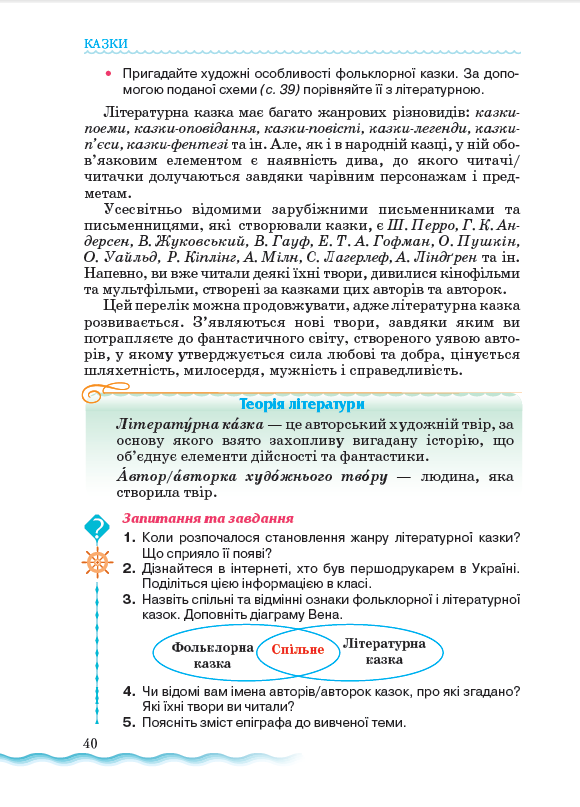 КАЗКИ
• Пригадайте художні особливості фольклорної казки. За допо-
могою поданої схеми (с. 39) порівняйте її з літературною.
Літературна казка має багато жанрових різновидів: казки-
поеми, казки-оповідання, казки-повісті, казки-легенди, казки-
п’єси, казки-фентезі та ін. Але, як і в народній казці, у ній обо-
в’язковим елементом є наявність дива, до якого читачі/
читачки долучаються завдяки чарівним персонажам і пред-
метам.
Усесвітньо відомими зарубіжними письменниками та
письменницями, які створювали казки, є Ш. Перро, Г. К. Ан-
дерсен, В. Жуковський, В. Гауф, Е. Т. А. Гофман, О. Пушкін,
О. Уайльд, Р. Кіплінг, А. Мілн, С. Лагерлеф, А. Ліндґрен та ін.
Напевно, ви вже читали деякі їхні твори, дивилися кінофільми
та мультфільми, створені за казками цих авторів та авторок.
Цей перелік можна продовжувати, адже літературна казка
розвивається. З’являються нові твори, завдяки яким ви
потрапляєте до фантастичного світу, створеного уявою авто-
рів, у якому утверджується сила любові та добра, цінується
шляхетність, милосердя, мужність і справедливість.
Теорія літератури
Літерату́рна ка́зка — це авторський художній твір, за
основу якого взято захопливу вигадану історію, що
об’єднує елементи дійсності та фантастики.
А́втор/а́вторка худо́жнього тво́ру — людина, яка
створила твір.
?
Запитання та завдання
1. Коли розпочалося становлення жанру літературної казки?
Що сприяло її появі?
2. Дізнайтеся в інтернеті, хто був першодрукарем в Україні.
Поділіться цією інформацією в класі.
3. Назвіть спільні та відмінні ознаки фольклорної і літературної
казок. Доповніть діаграму Вена.
Фольклорна
казка
Спільне
Літературна
казка
4. Чи відомі вам імена авторів/авторок казок, про які згадано?
Які їхні твори ви читали?
5. Поясніть зміст епіграфа до вивченої теми.
40